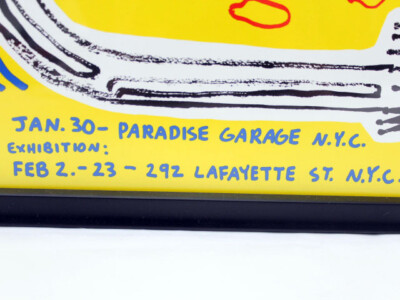 JAN. 30- PARADISE GARAGE N.Y.C.
EXHIBITION:
FEB 2.-23 - 292 LAFAYETTE ST. N.Y.C.